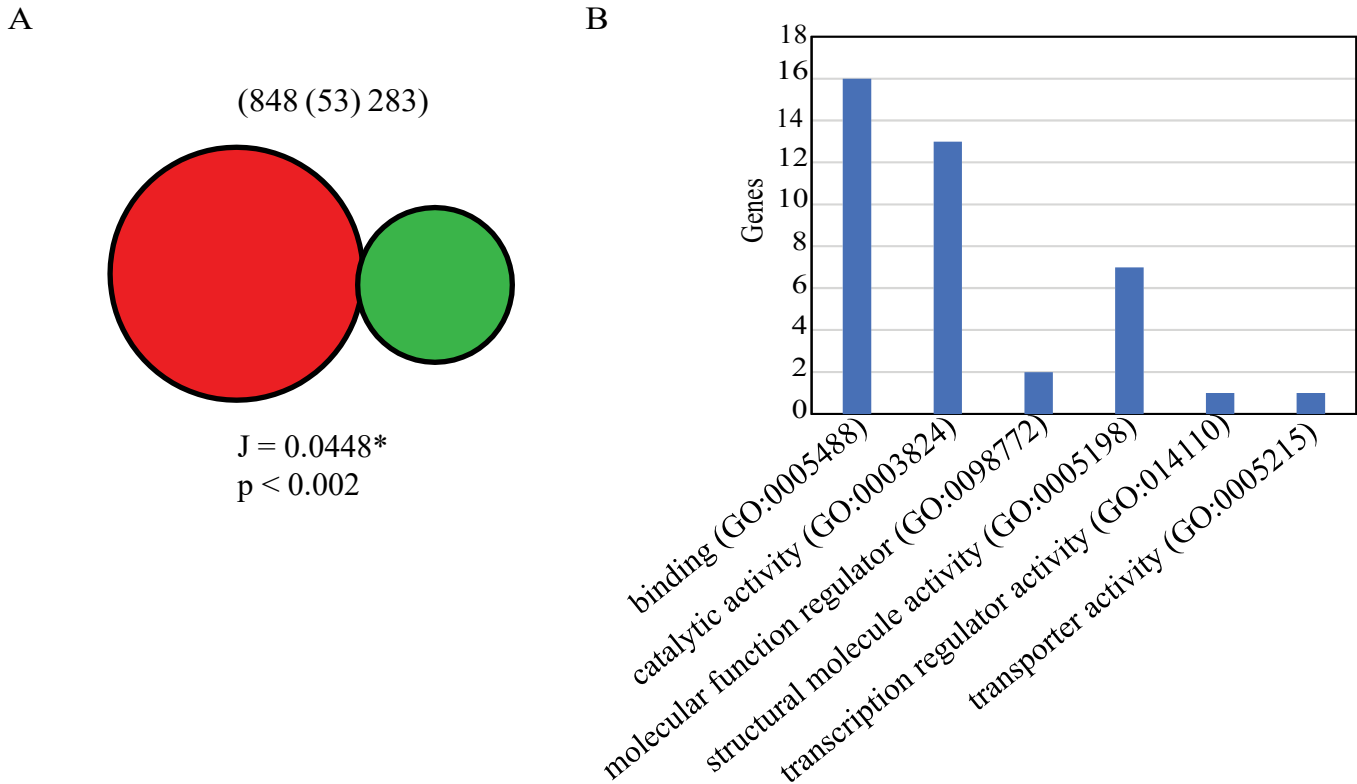 A
(848 (53) 283)
J = 0.0448*
p < 0.002
B
Genes
18
16
14
12
10
8
6
4
2
0
binding (GO:0005488)
catalytic activity (GO:0003824)
molecular function regulator (GO:0098772)
structural molecule activity (GO:0005198)
transcription regulator activity (GO:014110)
transporter activity (GO:0005215)